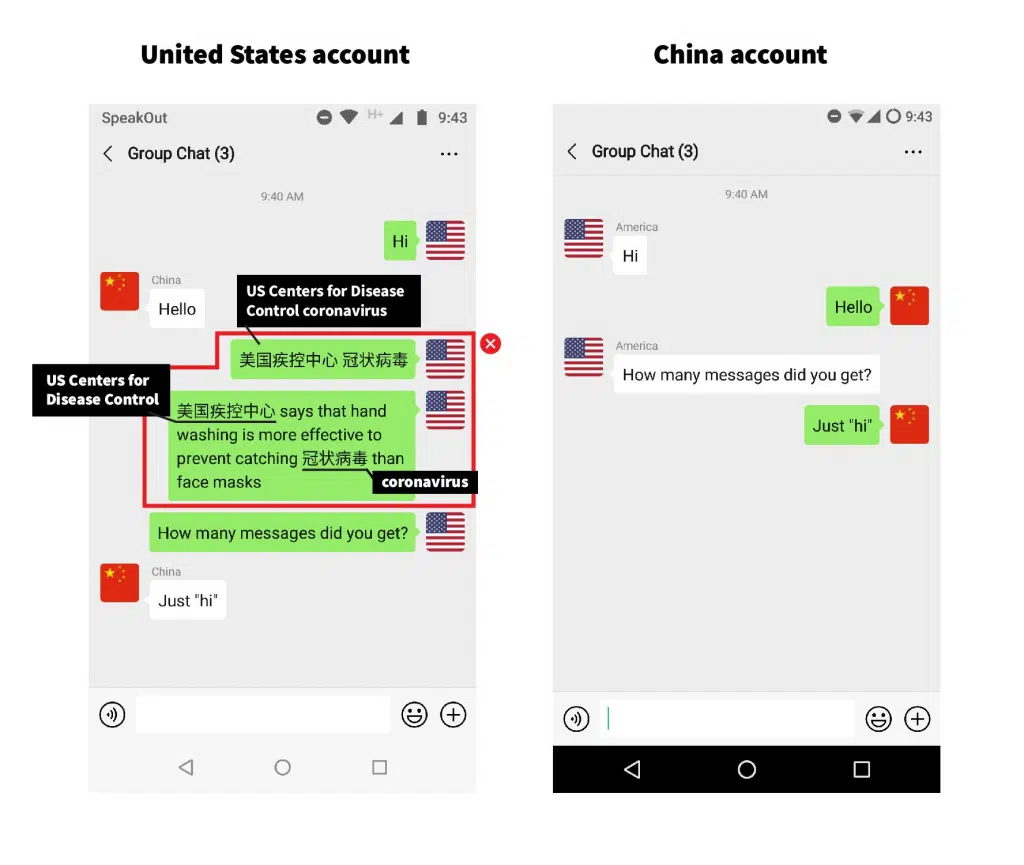 United States account
SpeakOut H+ 9:43
Group Chat (3)
9:40 AM
Hi
China
Hello
US Centers for Disease
Control coronavirus
美国疾控中心 冠状病毒
US Centers for
Disease Control
美国疾控中心 says that hand
washing is more effective to
prevent catching 冠状病毒 than
face masks
coronavirus
How many messages did you get?
China
Just "hi"
China account
9:43
Group Chat (3)
9:40 AM
America
Hi
Hello
America
How many messages did you get?
Just "hi"